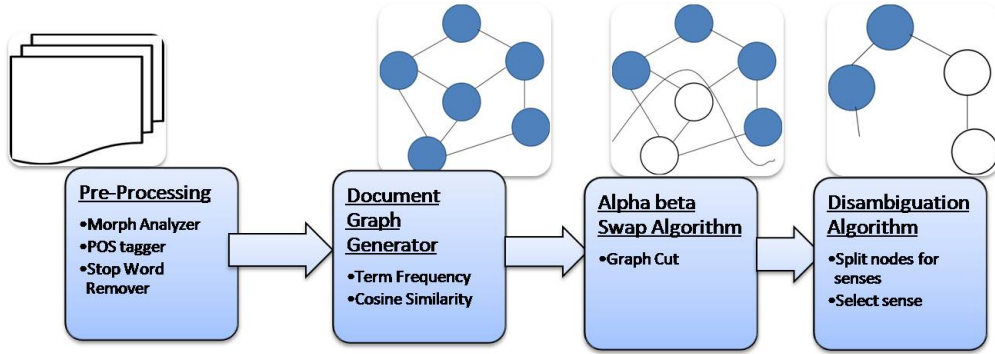 Pre-Processing
•Morph Analyzer
•POS tagger
•Stop Word
Remover
Document
Graph
Generator
•Term Frequency
•Cosine Similarity
Alpha beta
Swap Algorithm
•Graph Cut
Disambiguation
Algorithm
•Split nodes for
senses
•Select sense